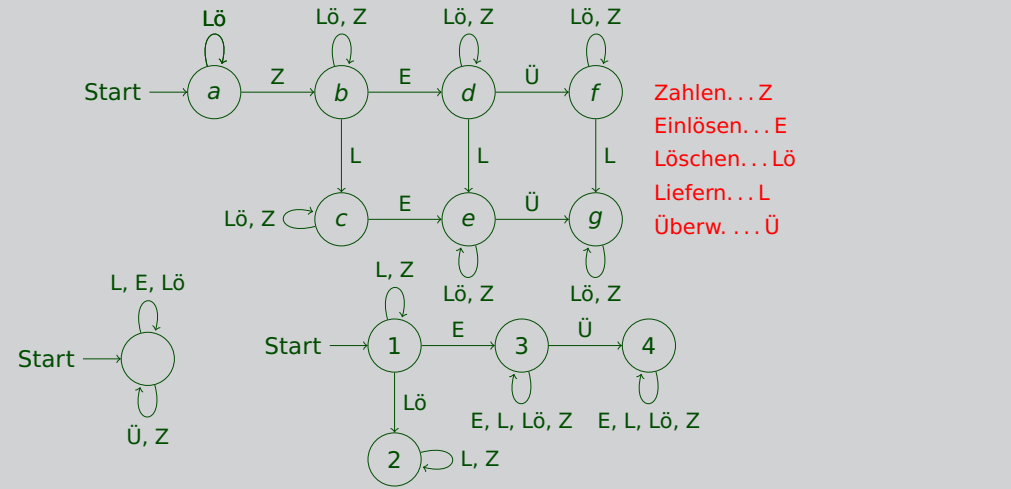 Lö
Lö, Z
Lö, Z
Lö, Z
Start
a
Z
b
E
d
Ü
f
Zahlen...Z
Einlösen...E
L
L
L
Löschen...Lö
Liefern...L
Überw. ...Ü
Lö, Z
c
E
e
Ü
g
Lö, Z
Lö, Z
L, E, Lö
Start
Ü, Z
L, Z
Start
1
E
3
Ü
4
Lö
E, L, Lö, Z
E, L, Lö, Z
2
L, Z